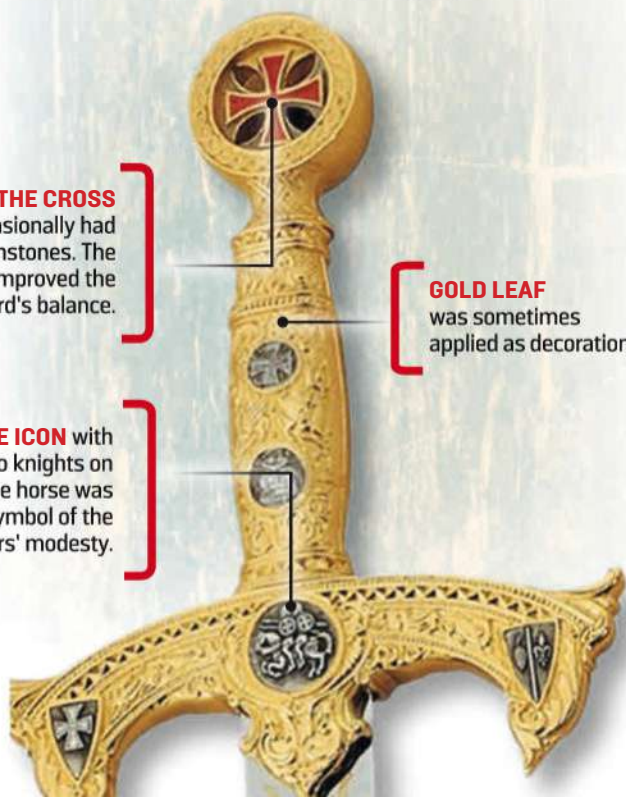 THE CROSS
asionally had
nstones. The
mproved the
rd's balance.
GOLD LEAF
was sometimes
applied as decoration
E ICON with
o knights on
e horse was
ymbol of the
rs' modesty.